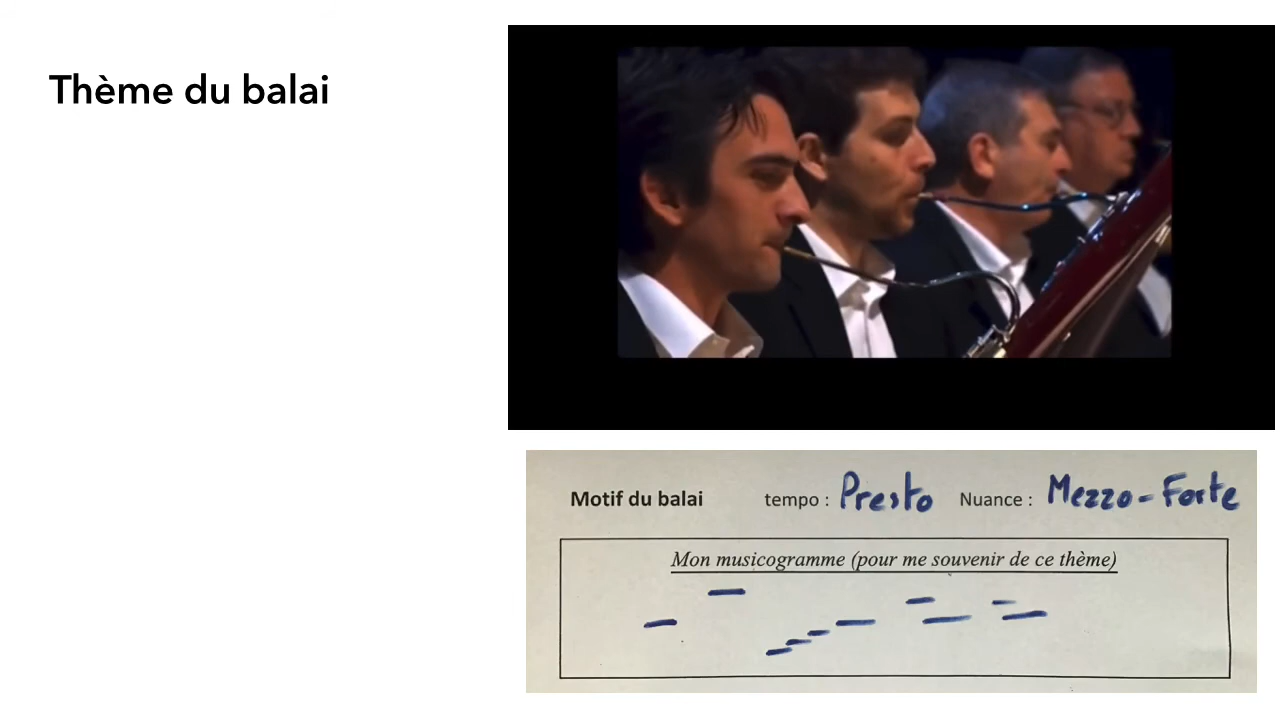 Thème du balai
Motif du balai tempo : Presto Nuance : Mezzo-Forte
Mon musicogramme (pour me souvenir de ce thème)